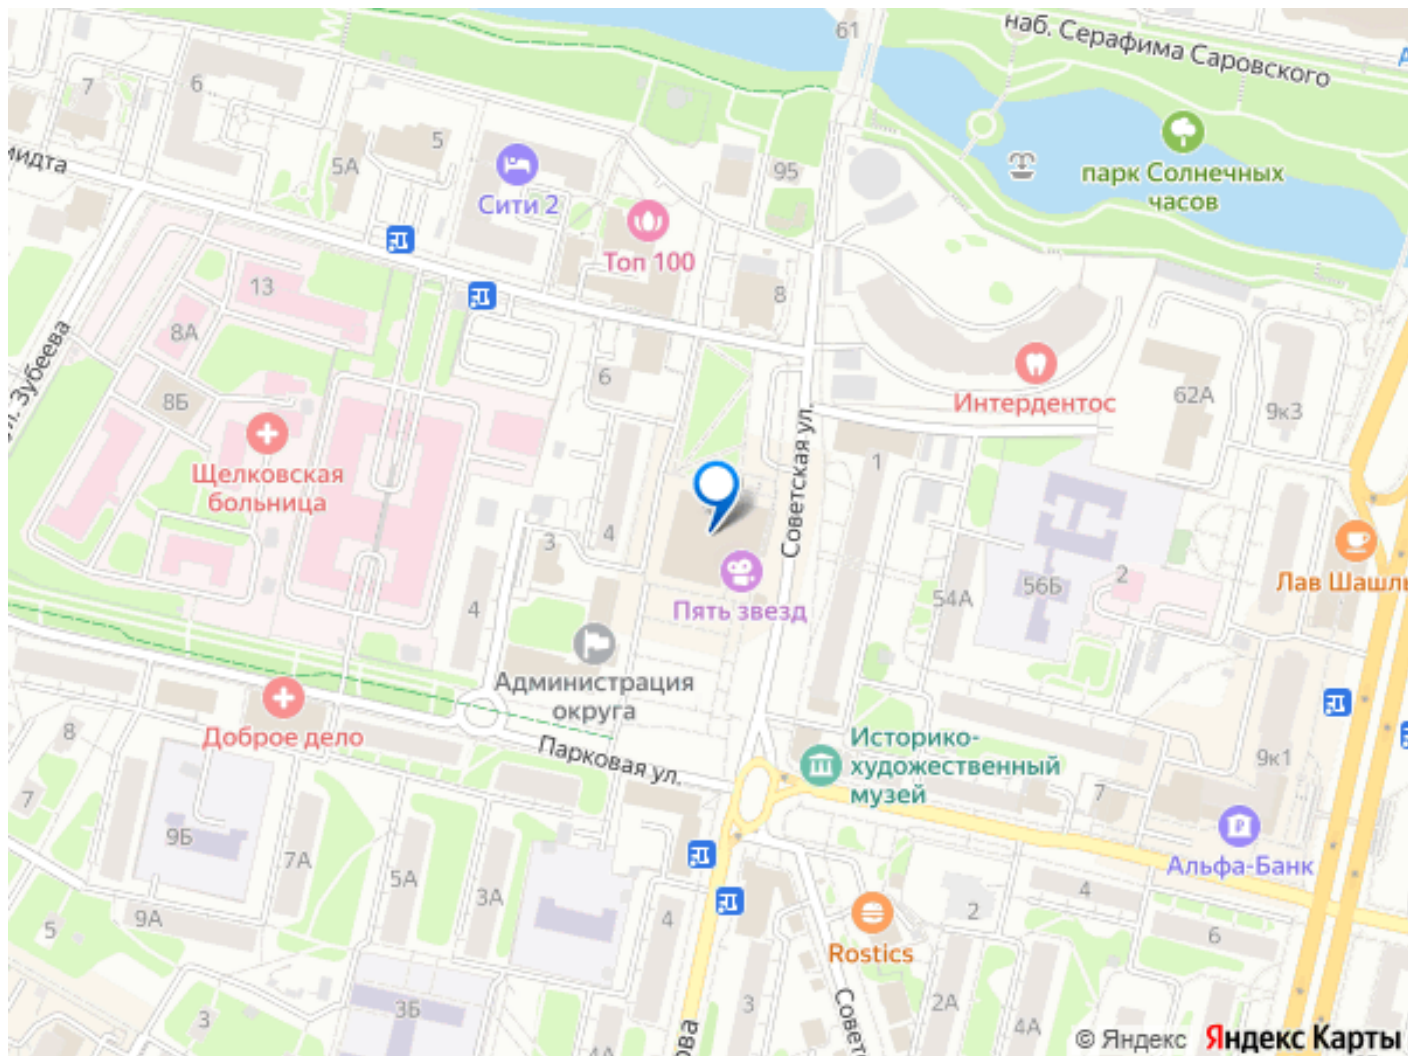 61
наб. Серафима Саровского
7
6
5
5А
95
парк Солнечных
часов
Сити 2
Топ 100
13
8
8А
6
8Б
Интердентос
62А
9к3
Советская ул.
1
Щелковская
больница
4
3
4
Пять звезд
54А
56Б
2
Лав Шашль
Администрация
округа
Доброе дело
8
Парковая ул.
Историко-
художественный
музей
9к1
7
7
Альфа-Банк
9Б
7А
5А
3А
4
2
4
6
9А
5
Rostics
3Б
3
3
2А
4А
4А
© Яндекс Яндекс Карты